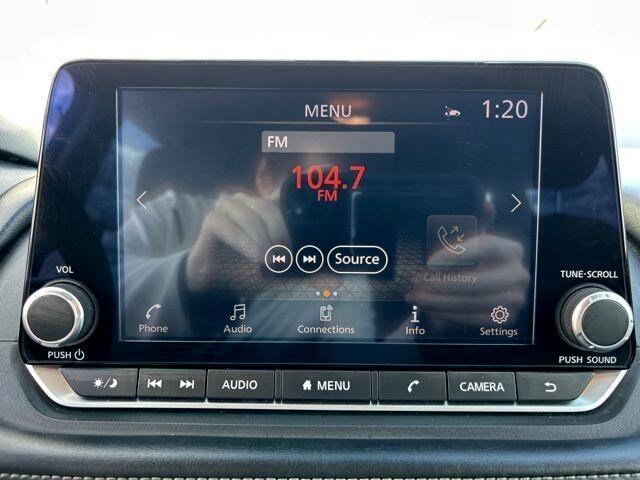 MENU 1:20
FM
104.7
FM
Source
Call History
VOL
TUNE·SCROLL
Phone Audio Connections Info Settings
PUSH
PUSH SOUND
AUDIO MENU CAMERA